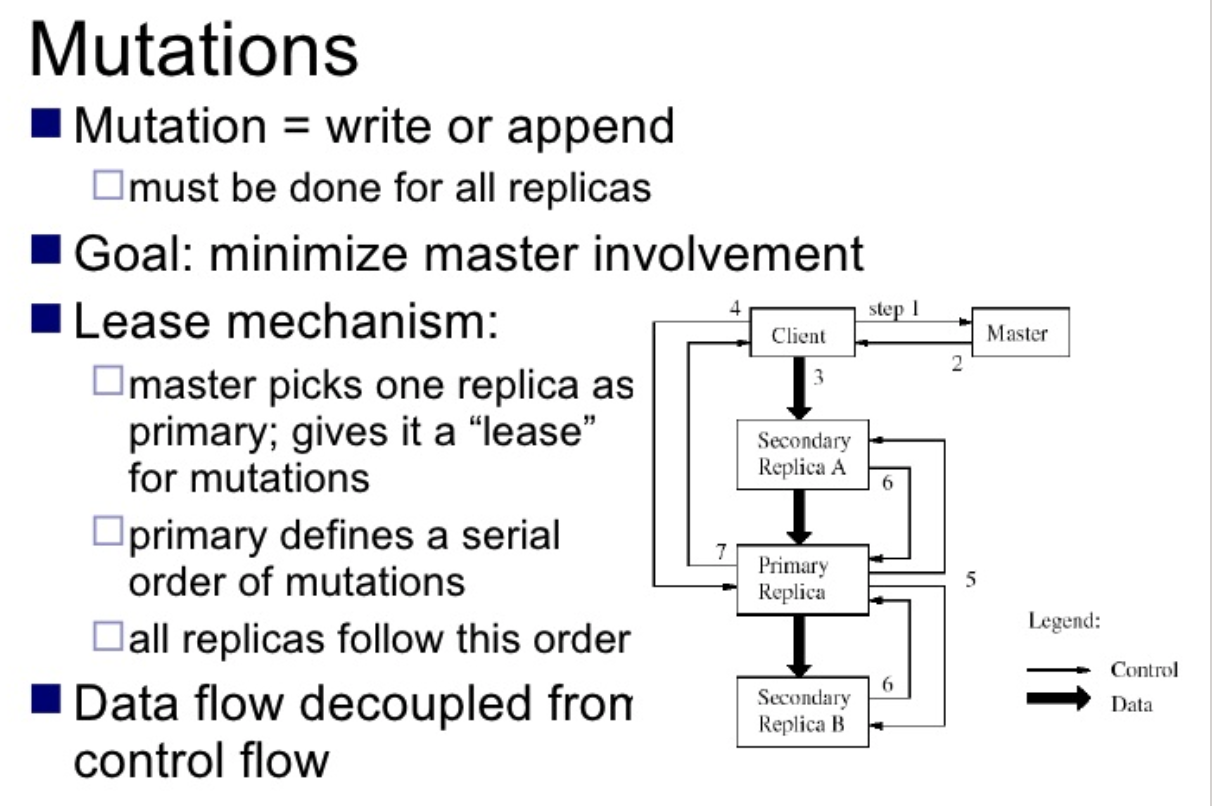 Mutations
Mutation = write or append
must be done for all replicas
Goal: minimize master involvement
Lease mechanism:
master picks one replica as
primary; gives it a “lease”
for mutations
primary defines a serial
order of mutations
all replicas follow this order
Data flow decoupled from
control flow
4
step 1
Client
Master
2
3
Secondary
Replica A
6
7
Primary
Replica
5
6
Secondary
Replica B
Legend:
Control
Data